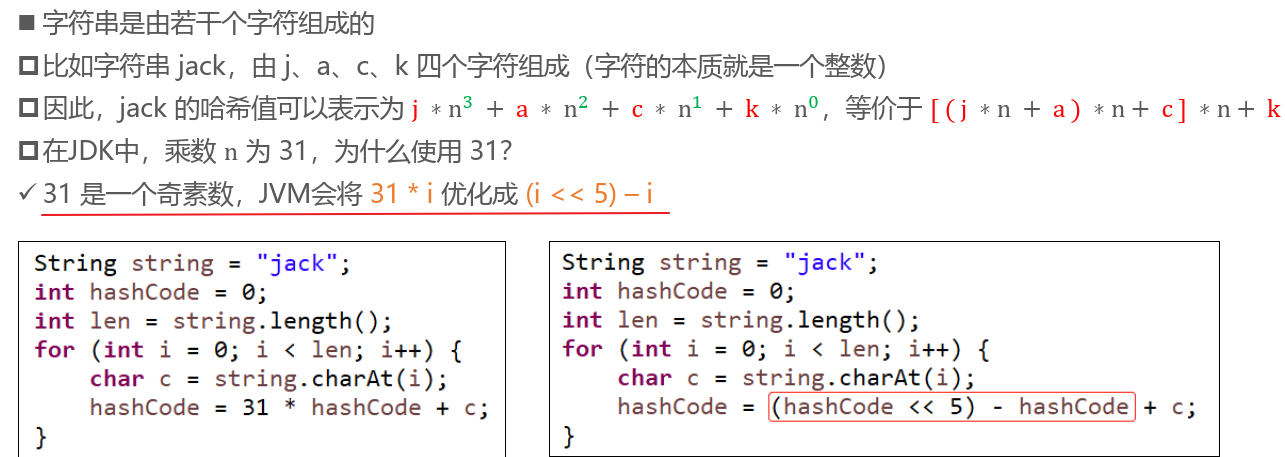 ■ 字符串是由若干个字符组成的
❑ 比如字符串 jack，由 j、a、c、k 四个字符组成（字符的本质就是一个整数）
❑ 因此，jack 的哈希值可以表示为 j ∗ n³ + a ∗ n² + c ∗ n¹ + k ∗ n⁰，等价于 [ ( j ∗ n + a ) ∗ n + c ] ∗ n + k
❑ 在JDK中，乘数 n 为 31，为什么使用 31？
✓ 31 是一个奇素数，JVM会将 31 * i 优化成 (i << 5) – i
String string = "jack";
int hashCode = 0;
int len = string.length();
for (int i = 0; i < len; i++) {
    char c = string.charAt(i);
    hashCode = 31 * hashCode + c;
}
String string = "jack";
int hashCode = 0;
int len = string.length();
for (int i = 0; i < len; i++) {
    char c = string.charAt(i);
    hashCode = (hashCode << 5) - hashCode + c;
}